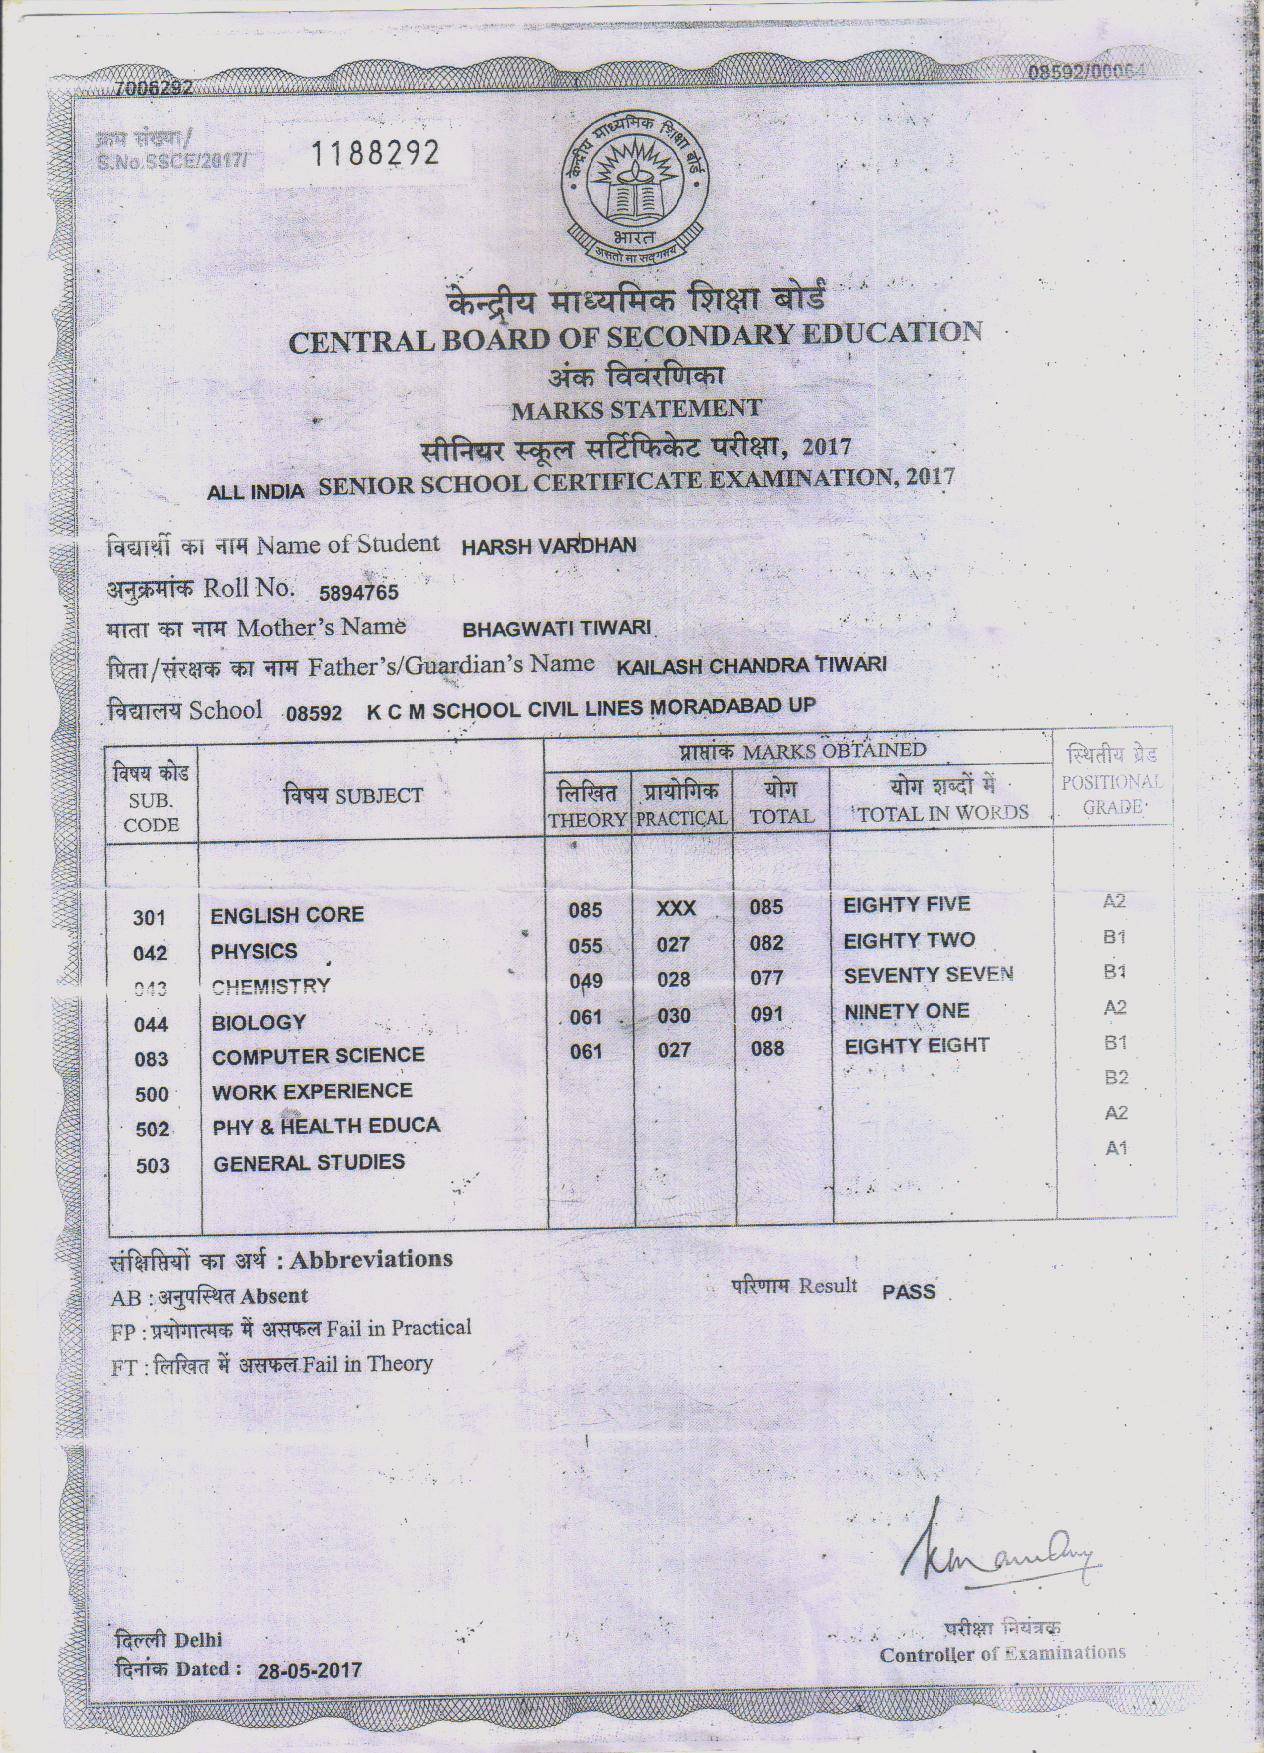 7006292
08592/00064
क्रम संख्या/
S.No.SSCE/2017/ 1188292
केन्द्रीय माध्यमिक शिक्षा बोर्ड
भारत
असतो मा सद्गमय
केन्द्रीय माध्यमिक शिक्षा बोर्ड
CENTRAL BOARD OF SECONDARY EDUCATION
अंक विवरणिका
MARKS STATEMENT
सीनियर स्कूल सर्टिफिकेट परीक्षा, 2017
ALL INDIA SENIOR SCHOOL CERTIFICATE EXAMINATION, 2017
विद्यार्थी का नाम Name of Student HARSH VARDHAN
अनुक्रमांक Roll No. 5894765
माता का नाम Mother's Name BHAGWATI TIWARI
पिता/संरक्षक का नाम Father's/Guardian's Name KAILASH CHANDRA TIWARI
विद्यालय School 08592 K C M SCHOOL CIVIL LINES MORADABAD UP
विषय कोड SUB. CODE
विषय SUBJECT
प्राप्तांक MARKS OBTAINED
लिखित THEORY
प्रायोगिक PRACTICAL
योग TOTAL
योग शब्दों में TOTAL IN WORDS
स्थितीय ग्रेड POSITIONAL GRADE
301 ENGLISH CORE 085 XXX 085 EIGHTY FIVE A2
042 PHYSICS 055 027 082 EIGHTY TWO B1
043 CHEMISTRY 049 028 077 SEVENTY SEVEN B1
044 BIOLOGY 061 030 091 NINETY ONE A2
083 COMPUTER SCIENCE 061 027 088 EIGHTY EIGHT B1
500 WORK EXPERIENCE B2
502 PHY & HEALTH EDUCA A2
503 GENERAL STUDIES A1
संक्षिप्तियों का अर्थ : Abbreviations
AB : अनुपस्थित Absent
परिणाम Result PASS
FP : प्रयोगात्मक में असफल Fail in Practical
FT : लिखित में असफल Fail in Theory
दिल्ली Delhi
दिनांक Dated : 28-05-2017
परीक्षा नियंत्रक
Controller of Examinations